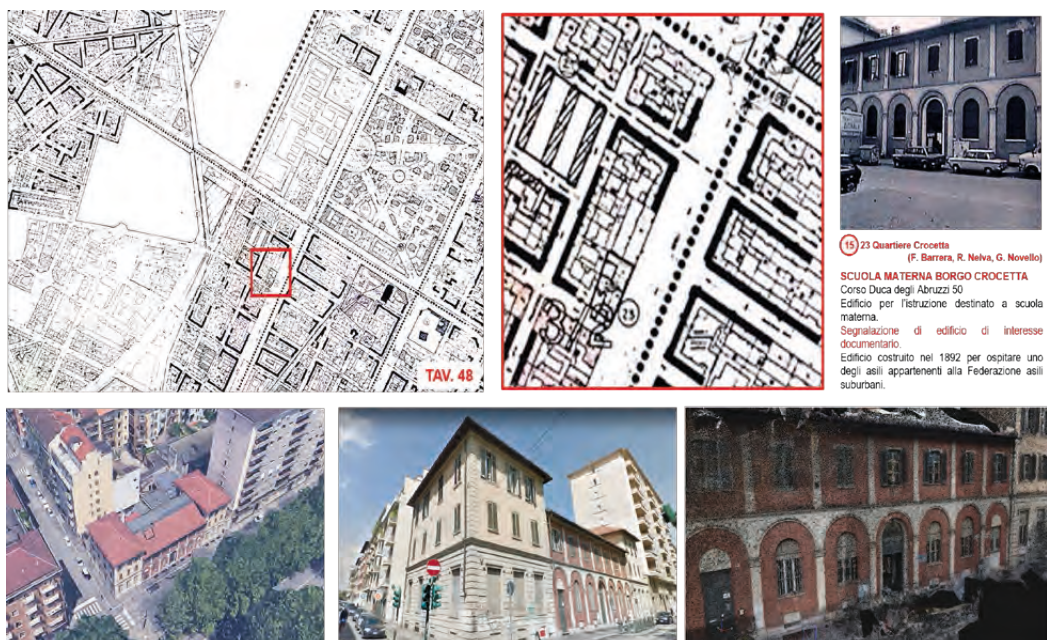 TAV. 48
23
15 23 Quartiere Crocetta
(F. Barrera, R. Nelva, G. Novello)
SCUOLA MATERNA BORGO CROCETTA
Corso Duca degli Abruzzi 50
Edificio per l'istruzione destinato a scuola
materna.
Segnalazione di edificio di interesse
documentario.
Edificio costruito nel 1892 per ospitare uno
degli asili appartenenti alla Federazione asili
suburbani.